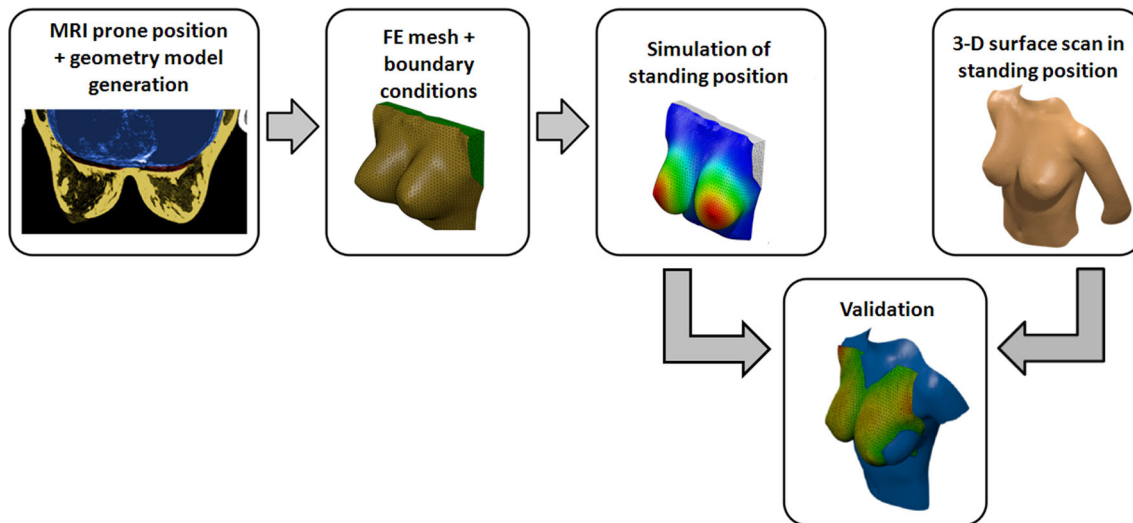 MRI prone position
+ geometry model
generation
FE mesh +
boundary
conditions
Simulation of
standing position
3-D surface scan in
standing position
Validation